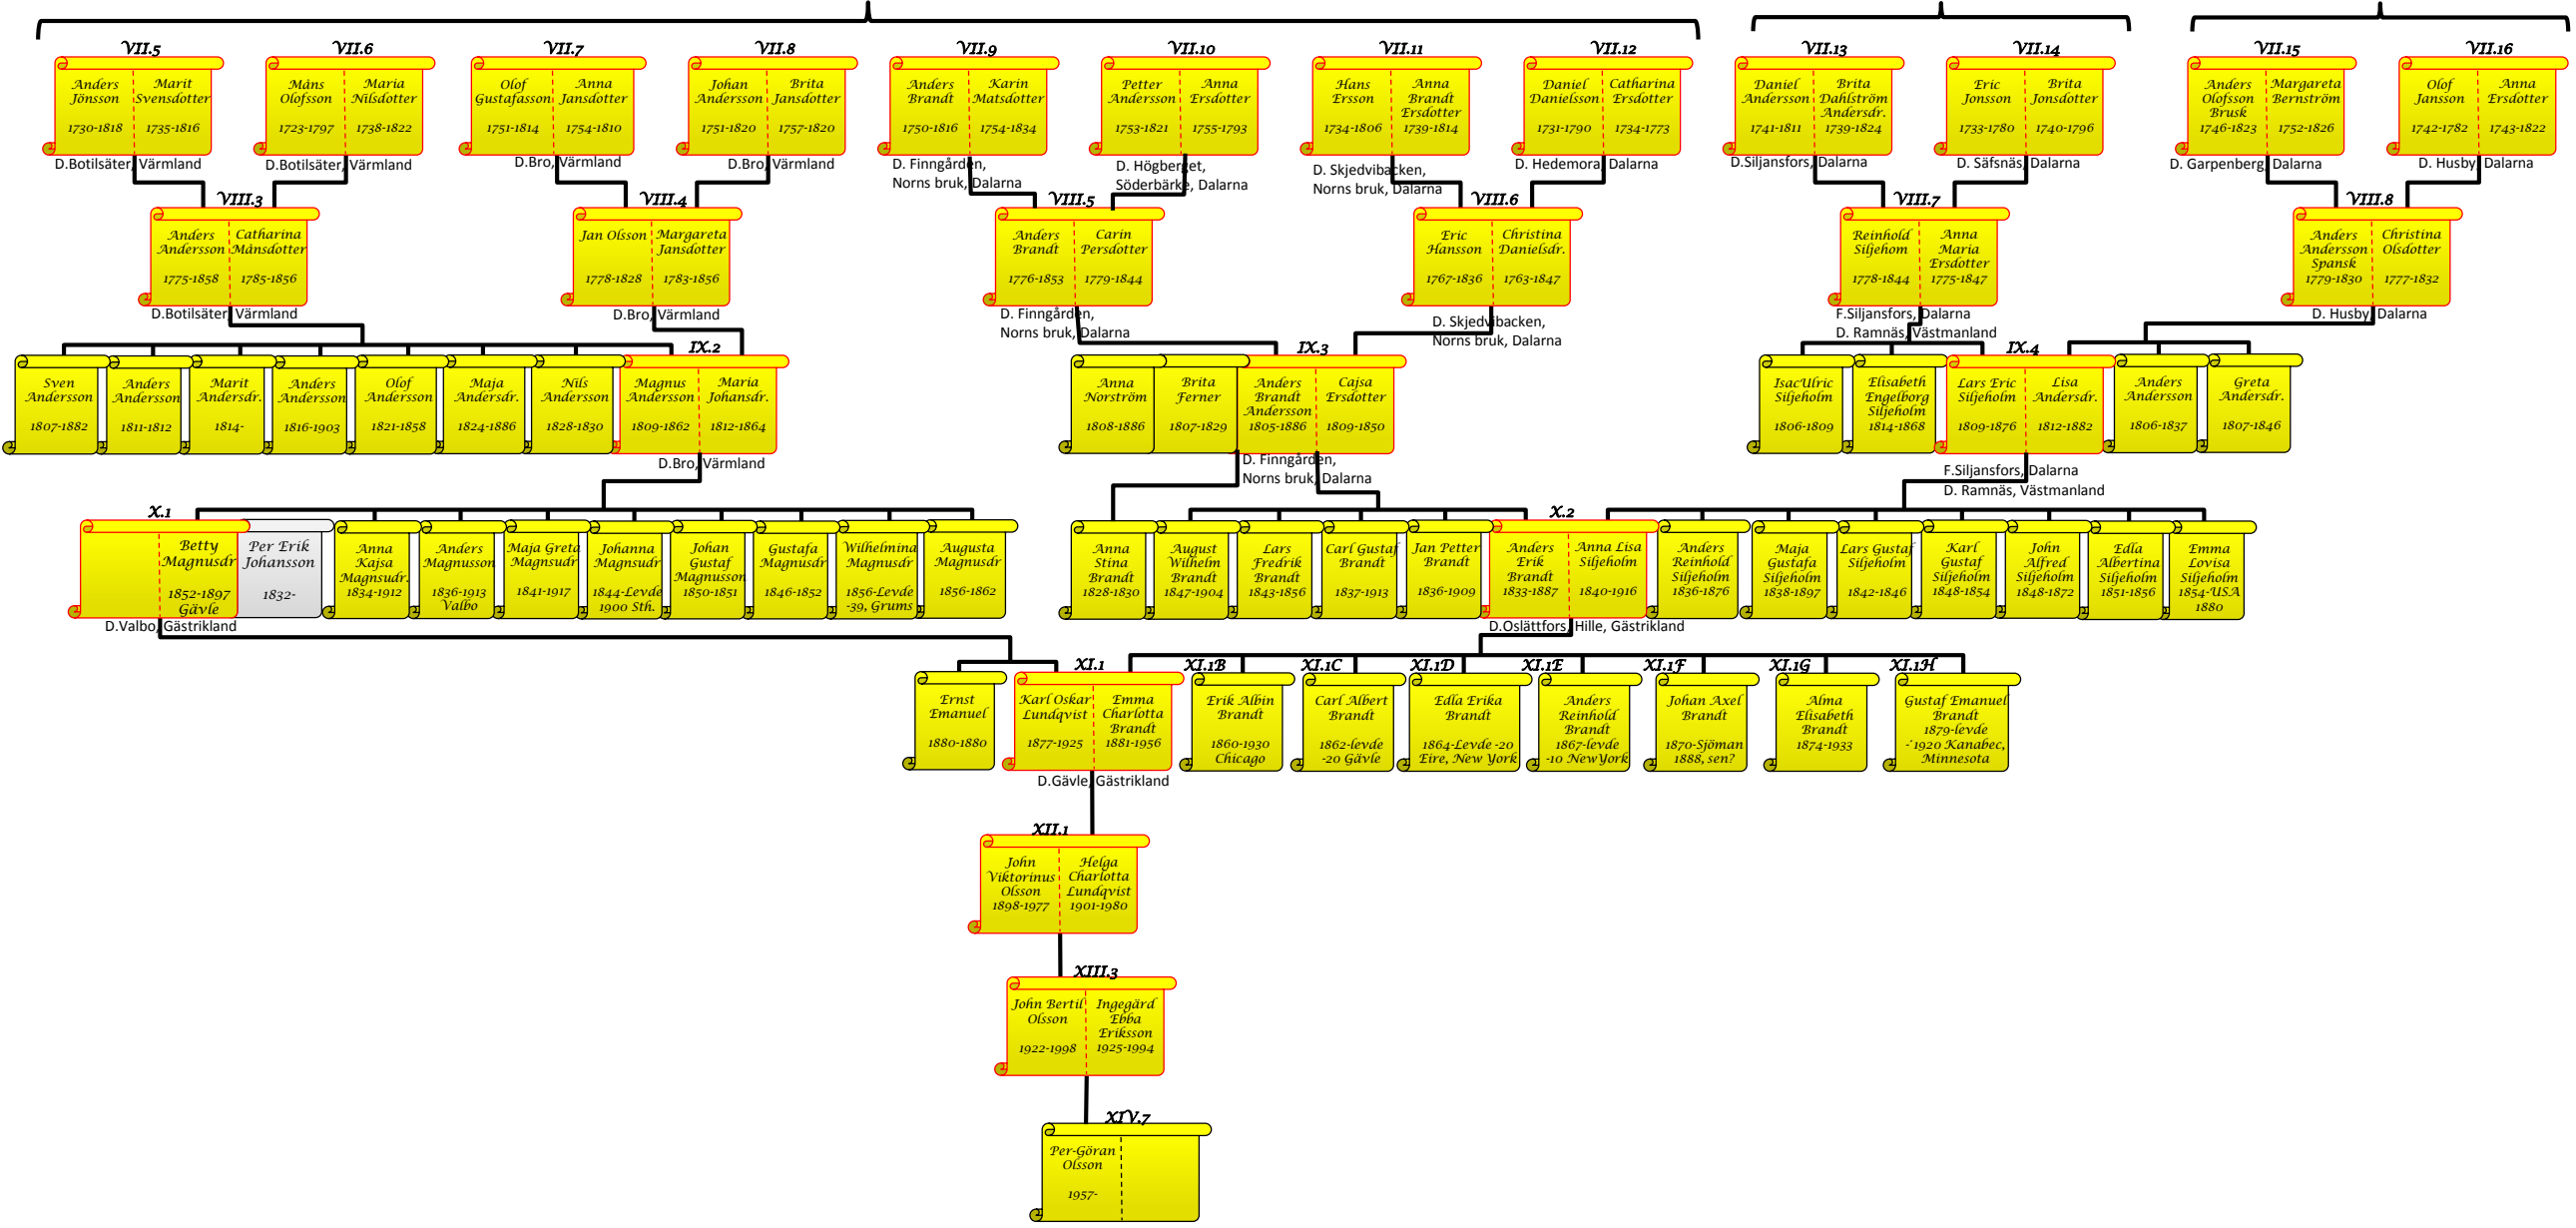 VII.5
Anders
Jönsson
1730-1818
Marit
Svensdotter
1735-1816
D.Botilsäter, Värmland
VII.6
Måns
Olofsson
1723-1797
Maria
Nilsdotter
1738-1822
D.Botilsäter, Värmland
VII.7
Olof
Gustafasson
1751-1814
Anna
Jansdotter
1754-1810
D.Bro, Värmland
VII.8
Johan
Andersson
1751-1820
Brita
Jansdotter
1757-1820
D.Bro, Värmland
VII.9
Anders
Brandt
1750-1816
Karin
Matsdotter
1754-1834
D. Finngården,
Norns bruk, Dalarna
VII.10
Petter
Andersson
1753-1821
Anna
Ersdotter
1755-1793
D. Högberget,
Söderbärke, Dalarna
VII.11
Hans
Ersson
1734-1806
Anna
Brandt
Ersdotter
1739-1814
D. Skjedvibacken,
Norns bruk, Dalarna
VII.12
Daniel
Danielsson
1731-1790
Catharina
Ersdotter
1734-1773
D. Hedemora, Dalarna
VII.13
Daniel
Andersson
1741-1811
Brita
Dahlström
Andersdr.
1739-1824
D.Siljansfors, Dalarna
VII.14
Eric
Jonsson
1733-1780
Brita
Jonsdotter
1740-1796
D. Säfsnäs, Dalarna
VII.15
Anders
Olofsson
Brusk
1746-1823
Margareta
Bernström
1752-1826
D. Garpenberg, Dalarna
VII.16
Olof
Jansson
1742-1782
Anna
Ersdotter
1743-1822
D. Husby, Dalarna
VIII.3
Anders
Andersson
1775-1858
Catharina
Månsdotter
1785-1856
D.Botilsäter, Värmland
VIII.4
Jan Olsson
1778-1828
Margareta
Jansdotter
1783-1856
D.Bro, Värmland
VIII.5
Anders
Brandt
1776-1853
Carin
Persdotter
1779-1844
D. Finngården,
Norns bruk, Dalarna
VIII.6
Eric
Hansson
1767-1836
Christina
Danielsdr.
1763-1847
D. Skjedvibacken,
Norns bruk, Dalarna
VIII.7
Reinhold
Siljehom
1778-1844
Anna
Maria
Ersdotter
1775-1847
F.Siljansfors, Dalarna
D. Ramnäs, Västmanland
VIII.8
Anders
Andersson
Spansk
1779-1830
Christina
Olsdotter
1777-1832
D. Husby, Dalarna
Sven
Andersson
1807-1882
Anders
Andersson
1811-1812
Marit
Andersdr.
1814-
Anders
Andersson
1816-1903
Olof
Andersson
1821-1858
Maja
Andersdr.
1824-1886
Nils
Andersson
1828-1830
IX.2
Magnus
Andersson
1809-1862
Maria
Johansdr.
1812-1864
D.Bro, Värmland
Anna
Norström
1808-1886
Brita
Ferner
1807-1829
IX.3
Anders
Brandt
Andersson
1805-1886
Cajsa
Ersdotter
1809-1850
D. Finngården,
Norns bruk, Dalarna
IsacUlric
Siljeholm
1806-1809
Elisabeth
Engelborg
Siljeholm
1814-1868
IX.4
Lars Eric
Siljeholm
1809-1876
Lisa
Andersdr.
1812-1882
F.Siljansfors, Dalarna
D. Ramnäs, Västmanland
Anders
Andersson
1806-1837
Greta
Andersdr.
1807-1846
X.1
Betty
Magnusdr
1852-1897
Gävle
D.Valbo, Gästrikland
Per Erik
Johansson
1832-
Anna
Kajsa
Magnsudr.
1834-1912
Anders
Magnusson
1836-1913
Valbo
Maja Greta
Magnsudr
1841-1917
Johanna
Magnsudr
1844-Levde
1900 Sth.
Johan
Gustaf
Magnusson
1850-1851
Gustafa
Magnusdr
1846-1852
Wilhelmina
Magnusdr
1856-Levde
-39, Grums
Augusta
Magnusdr
1856-1862
Anna
Stina
Brandt
1828-1830
August
Wilhelm
Brandt
1847-1904
Lars
Fredrik
Brandt
1843-1856
Carl Gustaf
Brandt
1837-1913
Jan Petter
Brandt
1836-1909
X.2
Anders
Erik
Brandt
1833-1887
Anna Lisa
Siljeholm
1840-1916
D.Oslättfors, Hille, Gästrikland
Anders
Reinhold
Siljeholm
1836-1876
Maja
Gustafa
Siljeholm
1838-1897
Lars Gustaf
Siljeholm
1842-1846
Karl
Gustaf
Siljeholm
1848-1854
John
Alfred
Siljeholm
1848-1872
Edla
Albertina
Siljeholm
1851-1856
Emma
Lovisa
Siljeholm
1854-USA
1880
Ernst
Emanuel
1880-1880
XI.1
Karl Oskar
Lundqvist
1877-1925
Emma
Charlotta
Brandt
1881-1956
D.Gävle, Gästrikland
XI.1B
Erik Albin
Brandt
1860-1930
Chicago
XI.1C
Carl Albert
Brandt
1862-levde
-20 Gävle
XI.1D
Edla Erika
Brandt
1864-Levde -20
Eire, New York
XI.1E
Anders
Reinhold
Brandt
1867-levde
-10 NewYork
XI.1F
Johan Axel
Brandt
1870-Sjöman
1888, sen?
XI.1G
Alma
Elisabeth
Brandt
1874-1933
XI.1H
Gustaf Emanuel
Brandt
1879-levde
-´1920 Kanabec,
Minnesota
XII.1
John
Viktorinus
Olsson
1898-1977
Helga
Charlotta
Lundqvist
1901-1980
XIII.3
John Bertil
Olsson
1922-1998
Ingegärd
Ebba
Eriksson
1925-1994
XIV.7
Per-Göran
Olsson
1957-